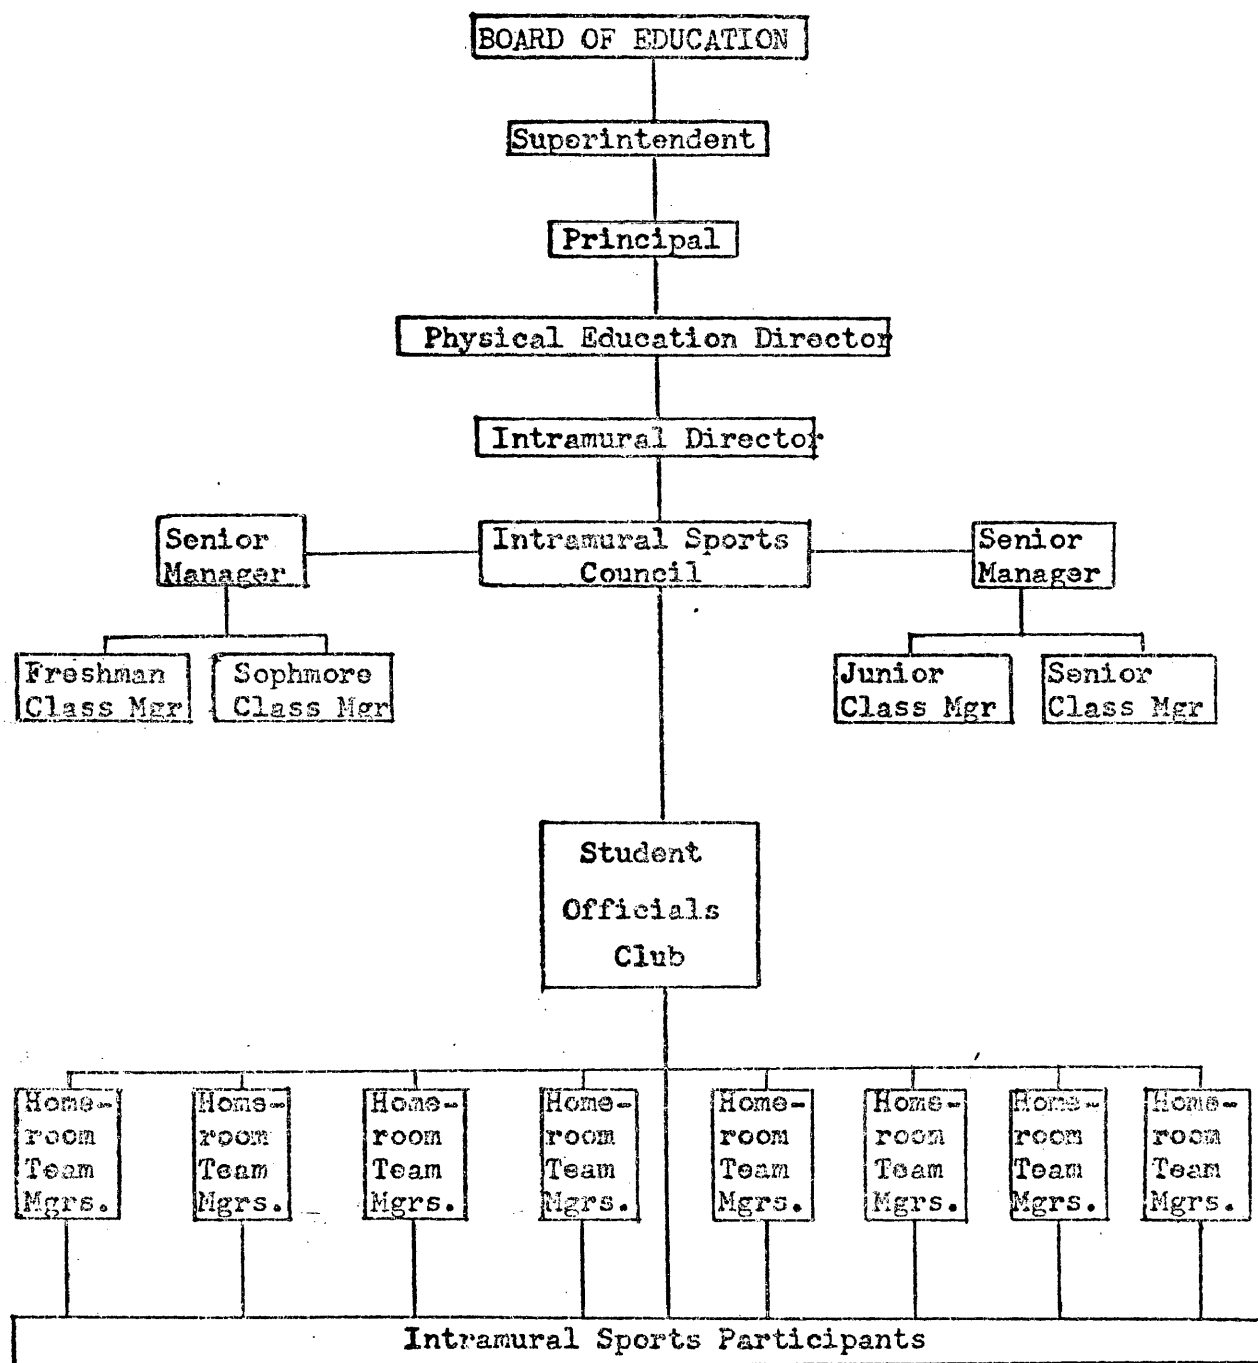 BOARD OF EDUCATION
Superintendent
Principal
Physical Education Director
Intramural Director
Senior
Manager
Intramural Sports
Council
Senior
Manager
Freshman
Class Mgr
Sophmore
Class Mgr
Junior
Class Mgr
Senior
Class Mgr
Student
Officials
Club
Home-
room
Team
Mgrs.
Home-
room
Team
Mgrs.
Home-
room
Team
Mgrs.
Home-
room
Team
Mgrs.
Home-
room
Team
Mgrs.
Home-
room
Team
Mgrs.
Home-
room
Team
Mgrs.
Home-
room
Team
Mgrs.
Intramural Sports Participants